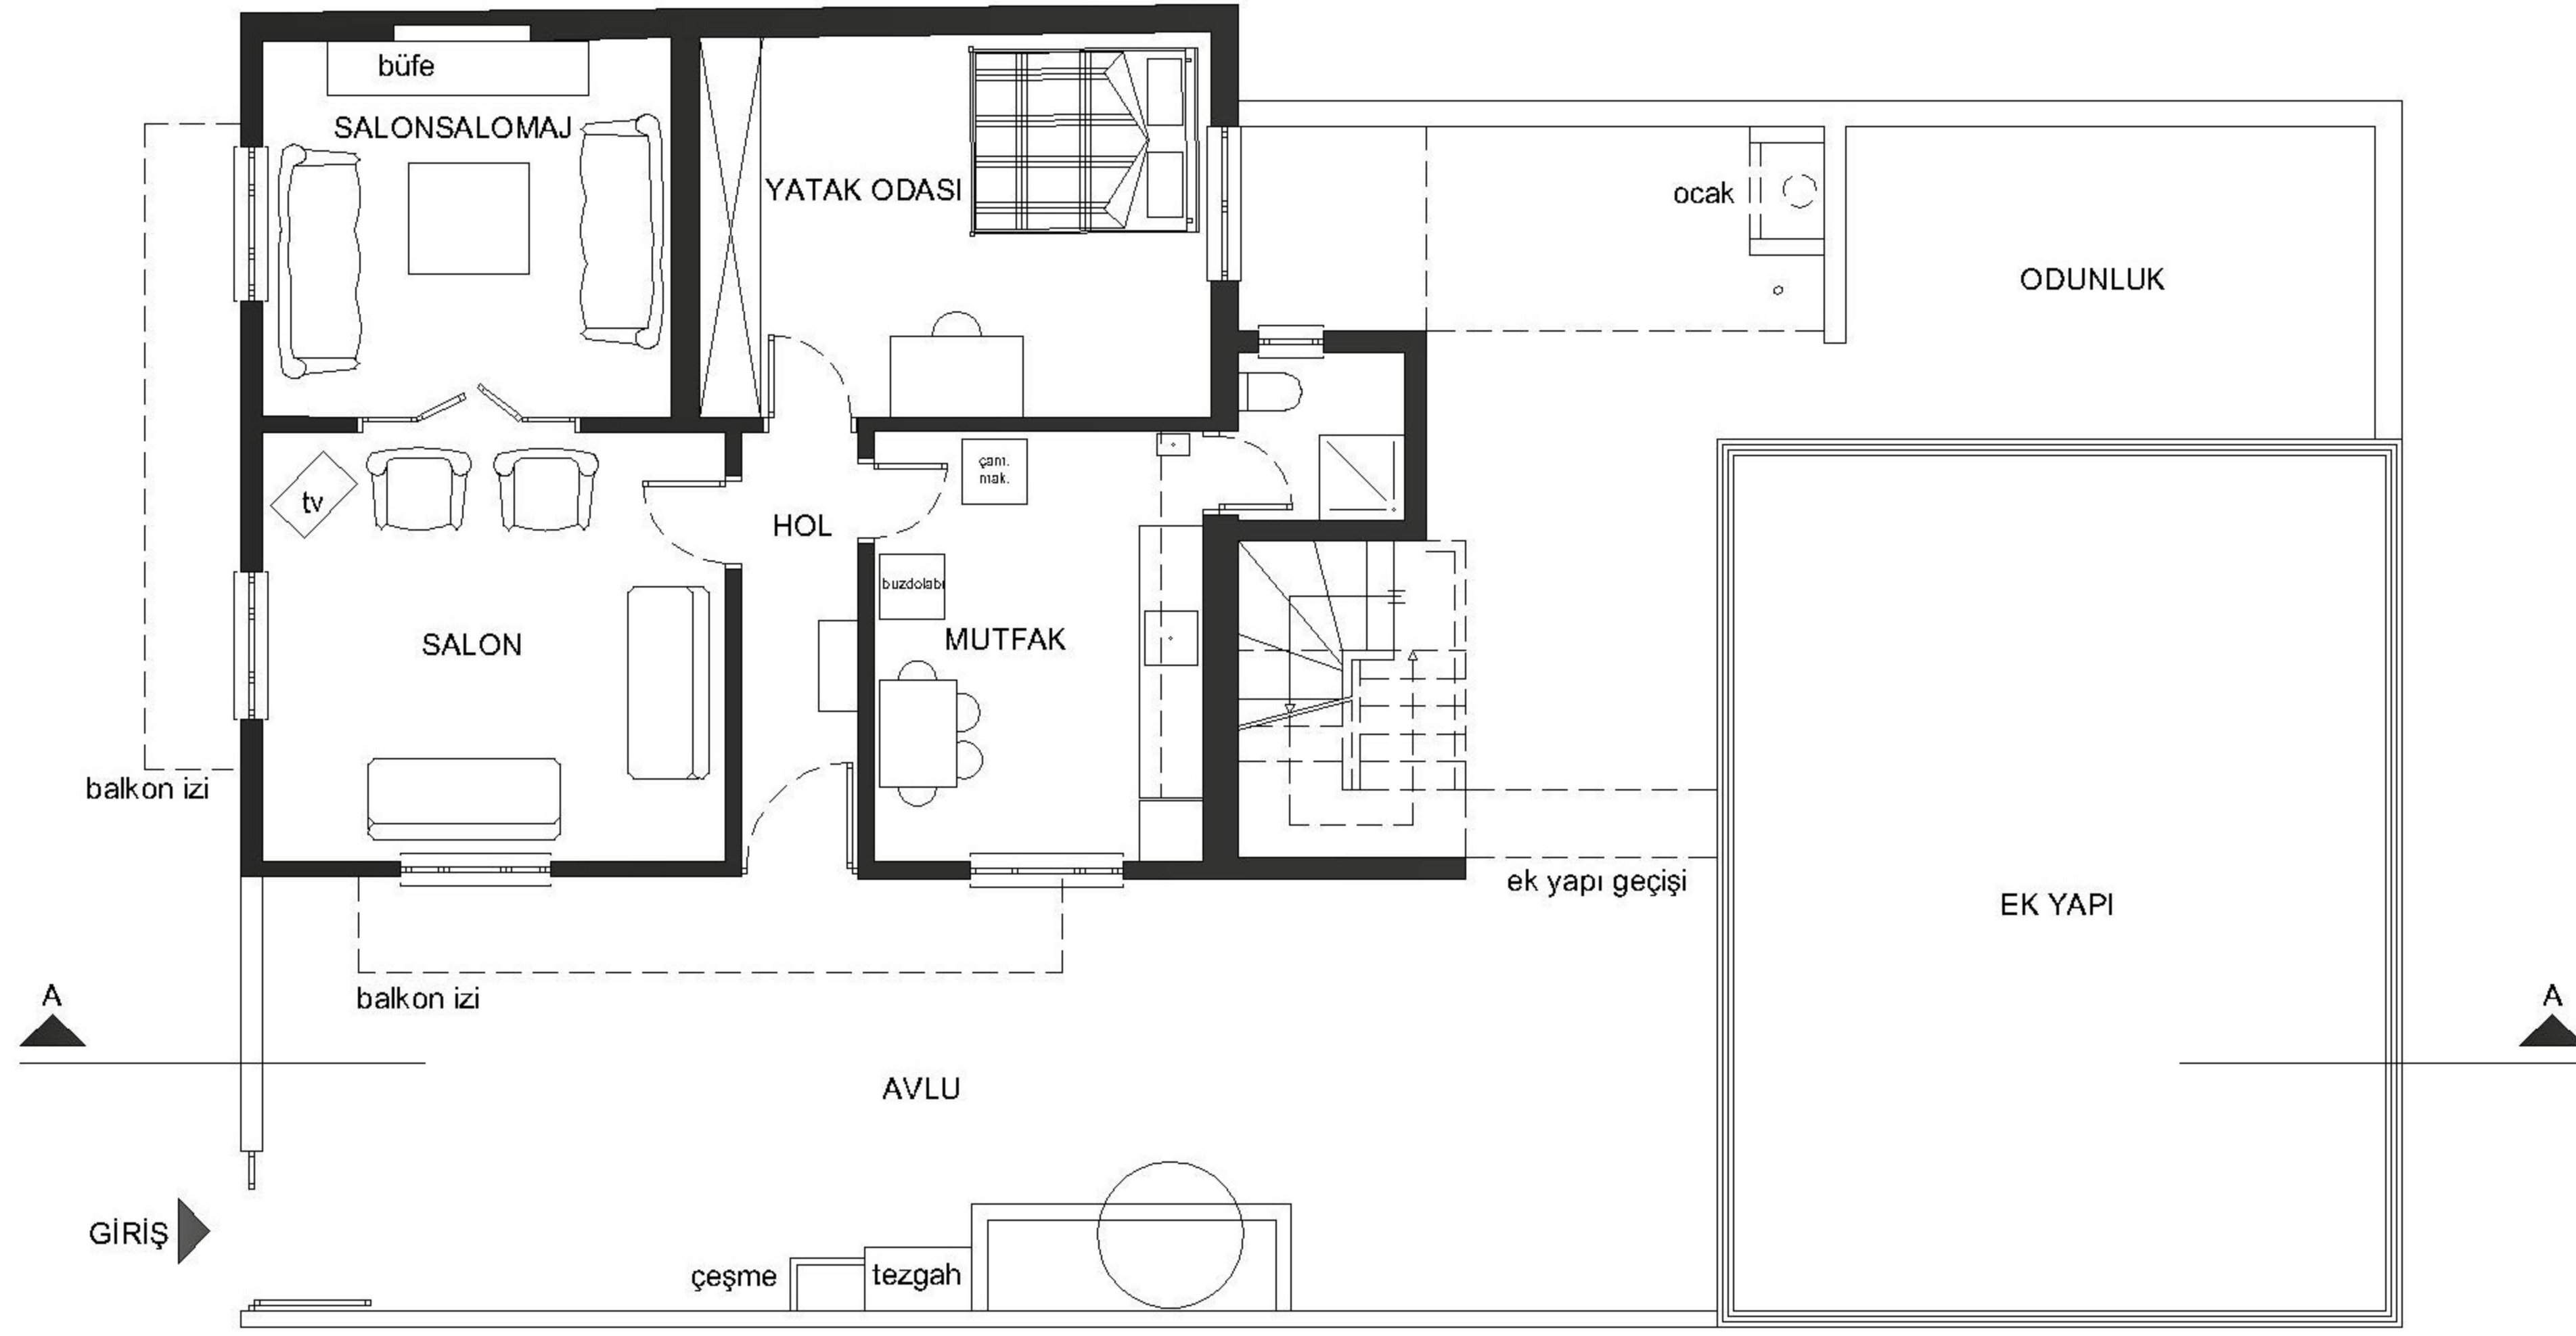 büfe
SALONSALOMAJ
YATAK ODASI
ocak
ODUNLUK
tv
çam.
mak.
HOL
buzdolabı
SALON
MUTFAK
balkon izi
ek yapı geçişi
EK YAPI
balkon izi
A
A
AVLU
GİRİŞ
çeşme
tezgah